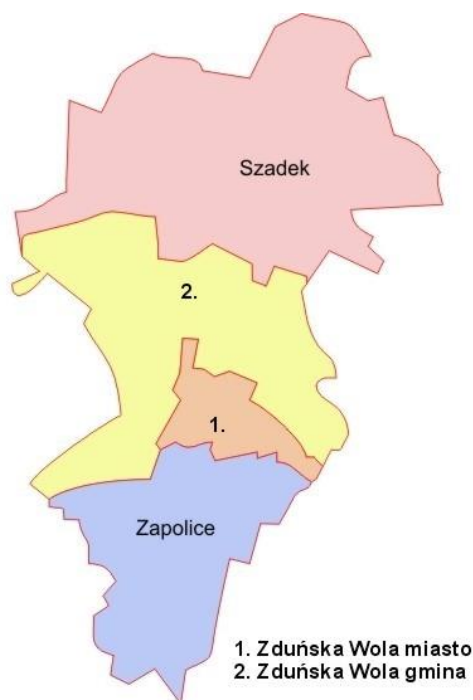 Szadek
2.
1.
Zapolice
1. Zduńska Wola miasto
2. Zduńska Wola gmina